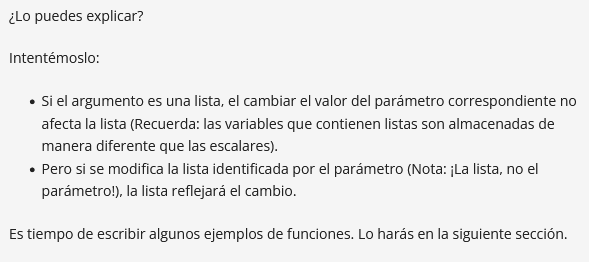 ¿Lo puedes explicar?
Intentémoslo:
• Si el argumento es una lista, el cambiar el valor del parámetro correspondiente no
afecta la lista (Recuerda: las variables que contienen listas son almacenadas de
manera diferente que las escalares).
• Pero si se modifica la lista identificada por el parámetro (Nota: ¡La lista, no el
parámetro!), la lista reflejará el cambio.
Es tiempo de escribir algunos ejemplos de funciones. Lo harás en la siguiente sección.